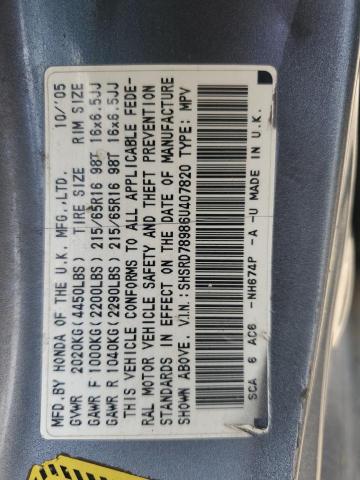 MFD.BY HONDA OF THE U.K. MFG.,LTD. 10/'05
GVWR 2020KG(4450LBS) TIRE SIZE RIM SIZE
GAWR F 1000KG(2200LBS) 215/65R16 98T 16x6.5JJ
GAWR R 1040KG(2290LBS) 215/65R16 98T 16x6.5JJ
THIS VEHICLE CONFORMS TO ALL APPLICABLE FEDE-
RAL MOTOR VEHICLE SAFETY AND THEFT PREVENTION
STANDARDS IN EFFECT ON THE DATE OF MANUFACTURE
SHOWN ABOVE. V.I.N.: SHSRD78986U407820 TYPE: MPV
SCA 6 AC6 -NH674P -A -U MADE IN U.K.